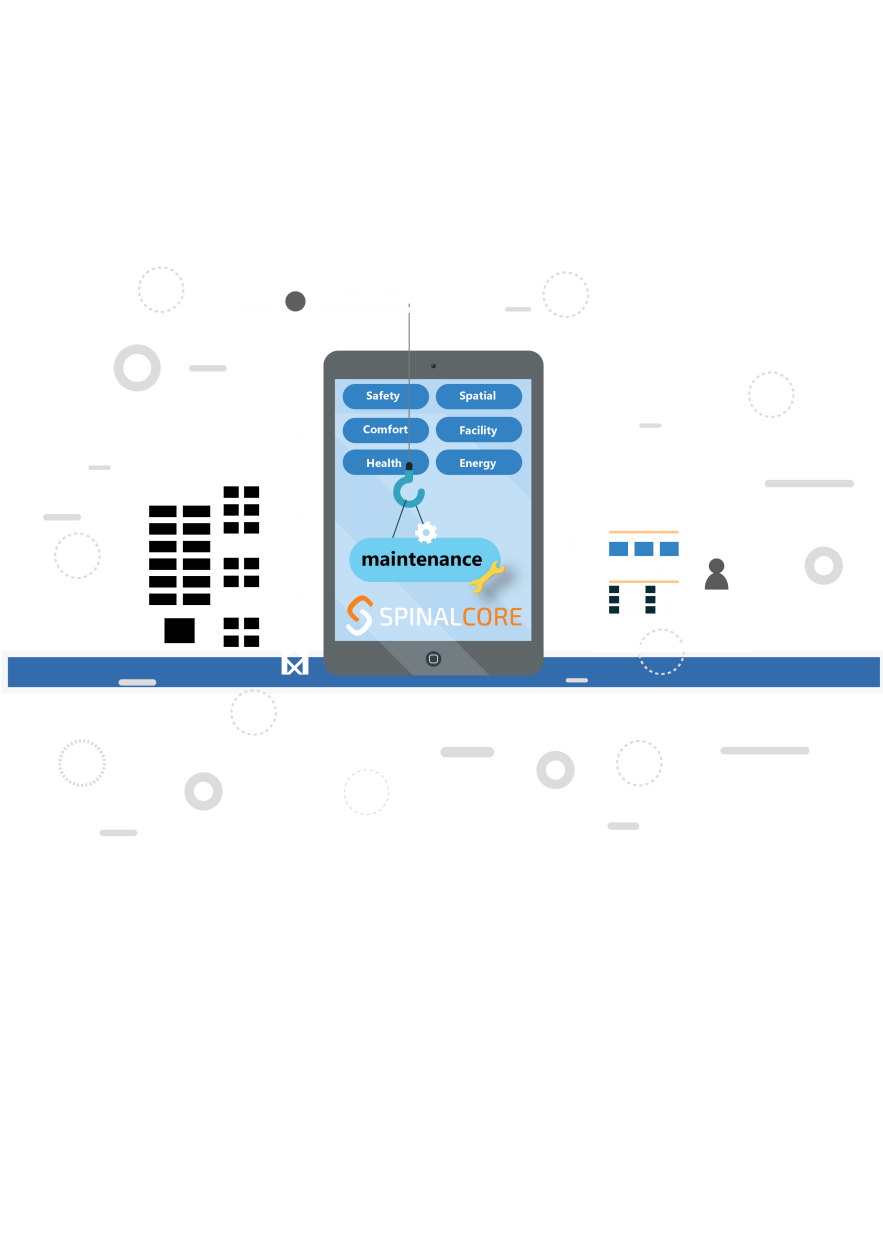 Safety
Spatial
Comfort
Facility
Health
Energy
maintenance
SPINALCORE